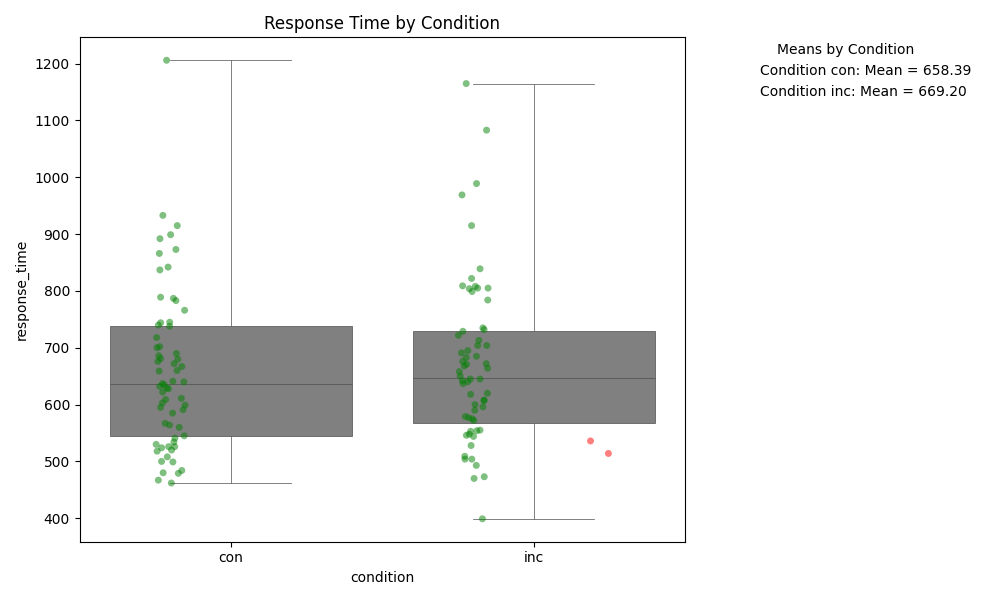 Response Time by Condition
Means by Condition
Condition con: Mean = 658.39
Condition inc: Mean = 669.20
response_time
1200
1100
1000
900
800
700
600
500
400
con inc
condition